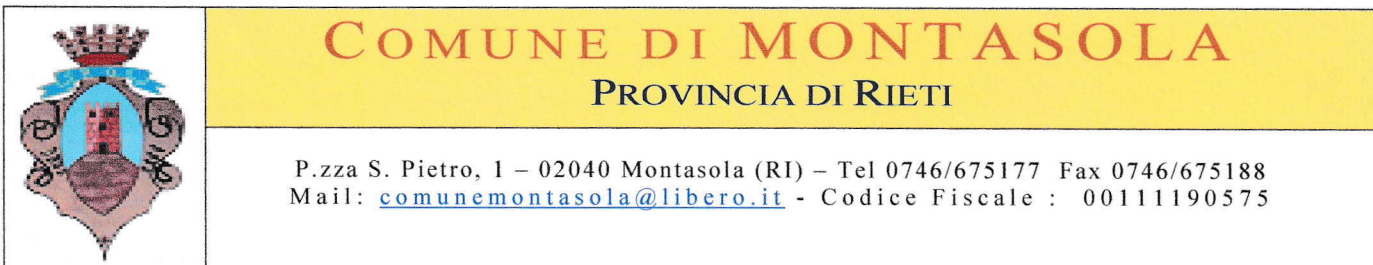 COMUNE DI MONTASOLA
PROVINCIA DI RIETI
P.zza S. Pietro, 1 – 02040 Montasola (RI) – Tel 0746/675177 Fax 0746/675188
Mail: comunemontasola@libero.it - Codice Fiscale : 00111190575